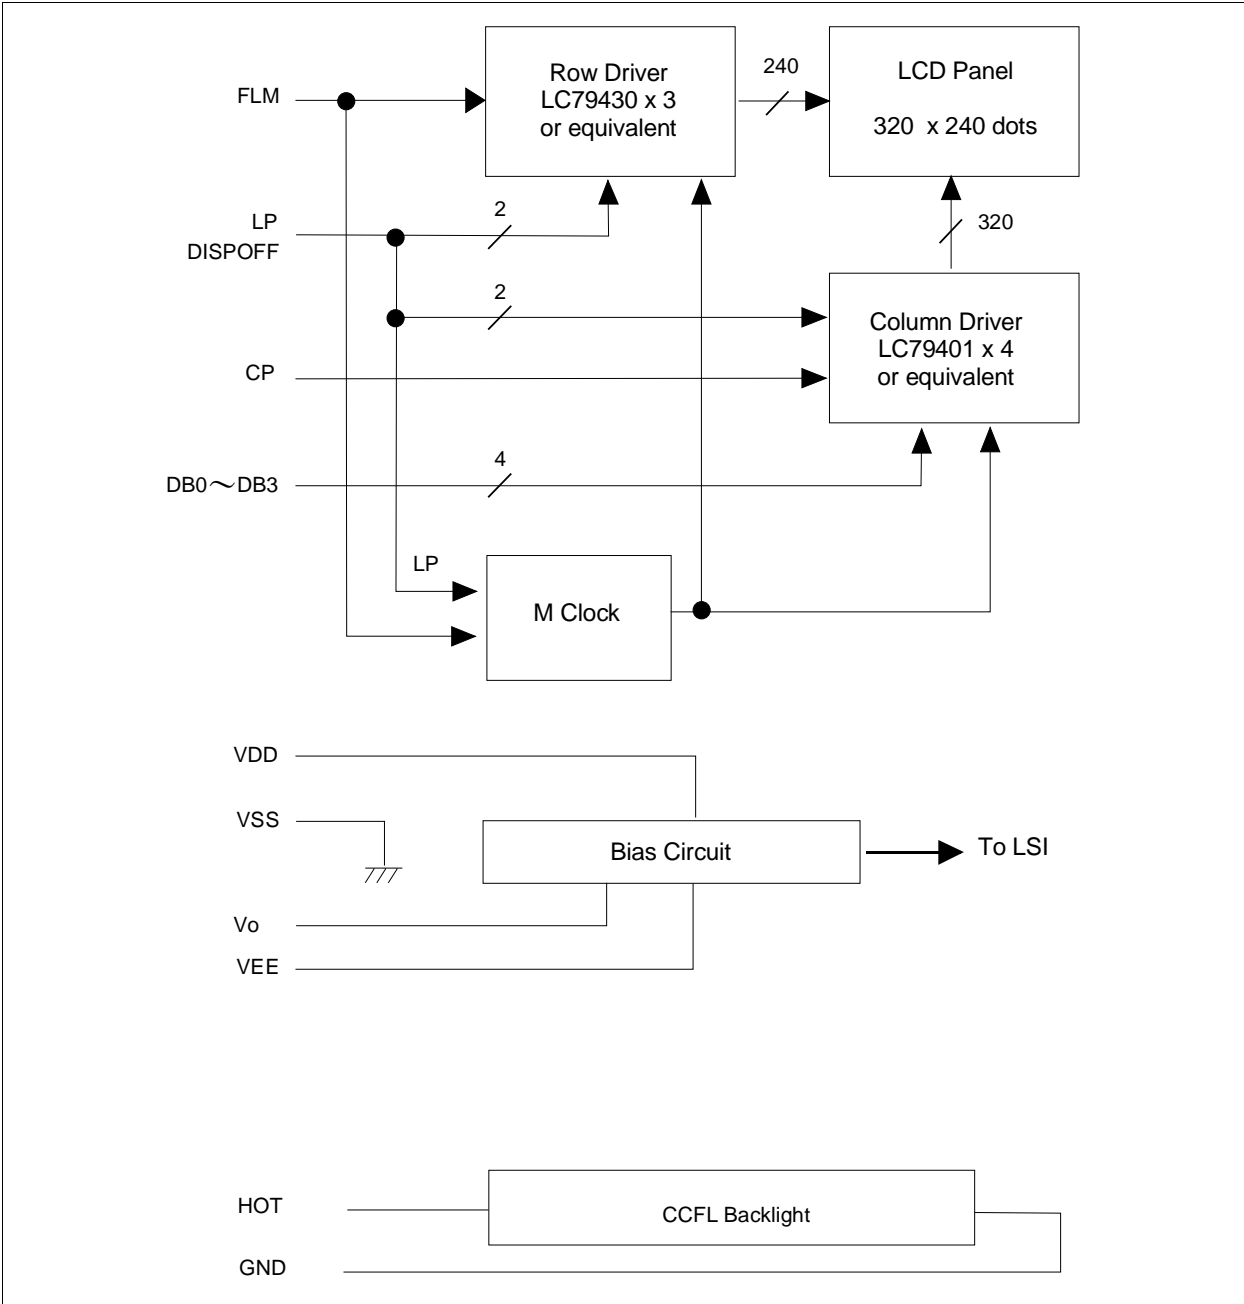 FLM
Row Driver
LC79430 x 3
or equivalent
240
LCD Panel
320 x 240 dots
LP
DISPOFF
2
320
2
Column Driver
LC79401 x 4
or equivalent
CP
DB0～DB3
4
LP
M Clock
VDD
VSS
Bias Circuit
To LSI
Vo
VEE
HOT
CCFL Backlight
GND